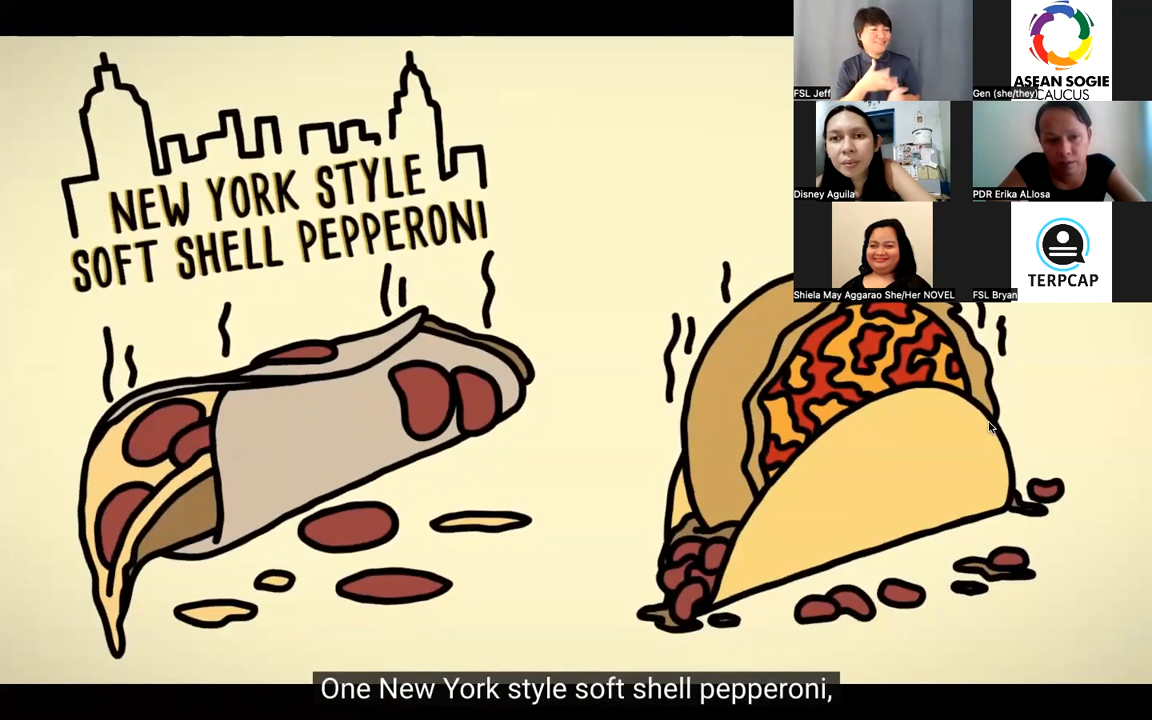 NEW YORK STYLE
SOFT SHELL PEPPERONI
FSL Jeff
ASEAN SOGIE
CAUCUS
Gen (she/they)
Disney Aguila
PDR Erika ALlosa
Shiela May Aggarao She/Her NOVEL
TERPCAP
FSL Bryan
One New York style soft shell pepperoni,